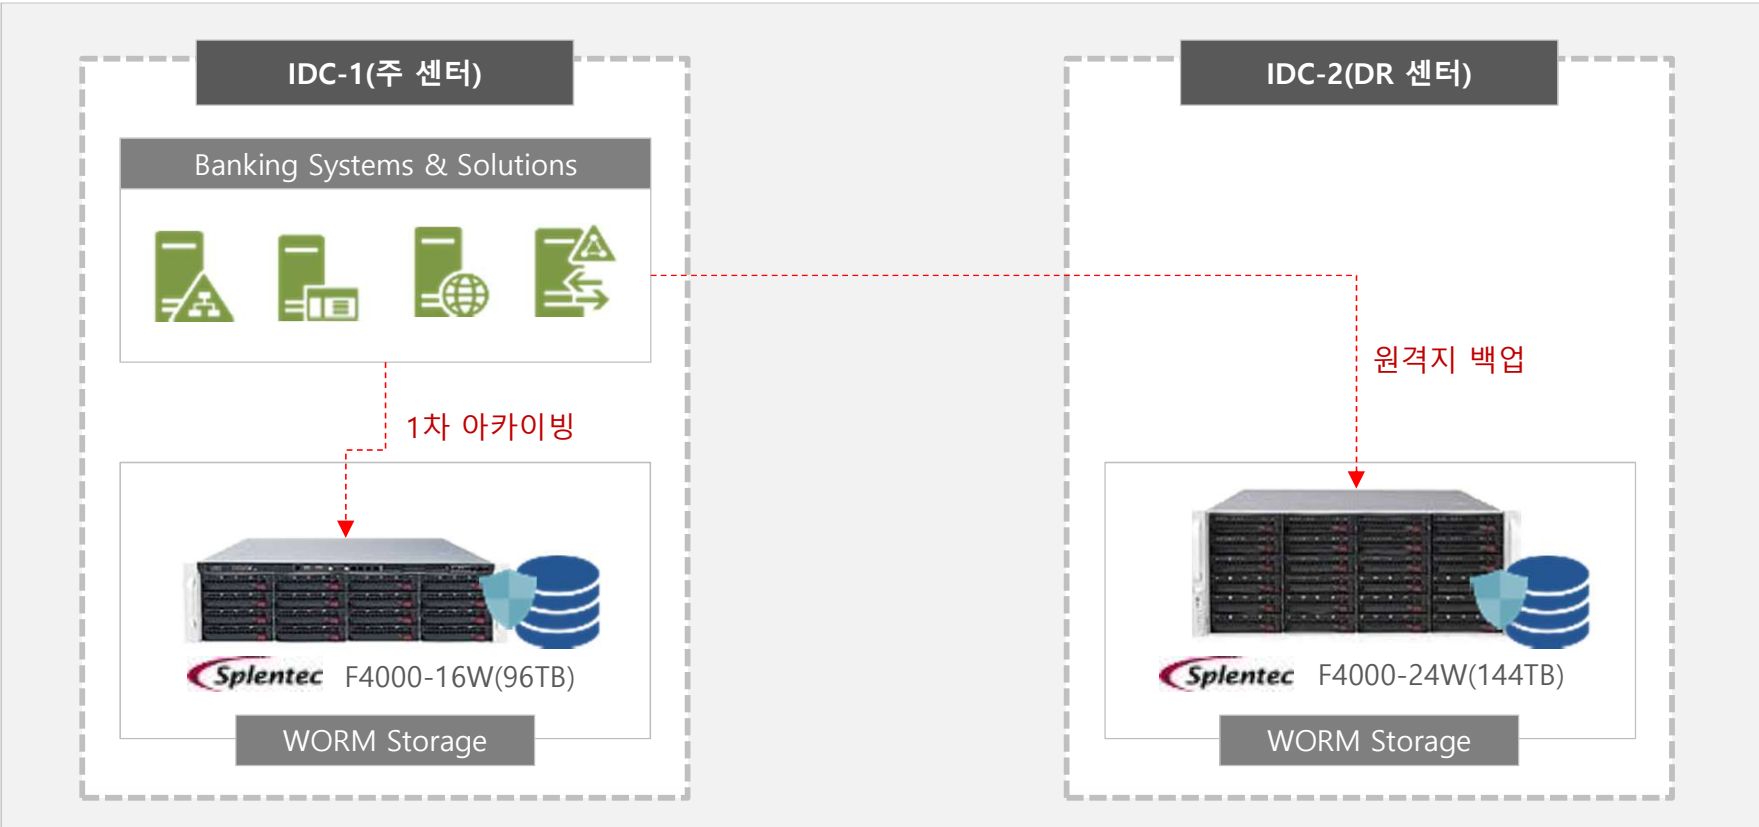 IDC-1(주 센터)
Banking Systems & Solutions
1차 아카이빙
Splentec F4000-16W(96TB)
WORM Storage
IDC-2(DR 센터)
원격지 백업
Splentec F4000-24W(144TB)
WORM Storage